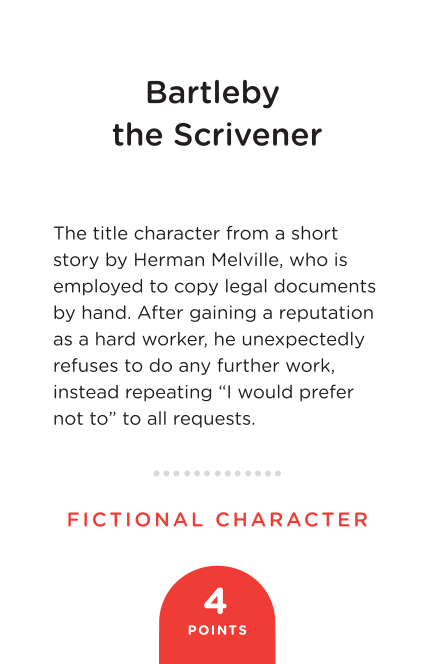 Bartleby
the Scrivener
The title character from a short
story by Herman Melville, who is
employed to copy legal documents
by hand. After gaining a reputation
as a hard worker, he unexpectedly
refuses to do any further work,
instead repeating “I would prefer
not to” to all requests.
FICTIONAL CHARACTER
4
POINTS